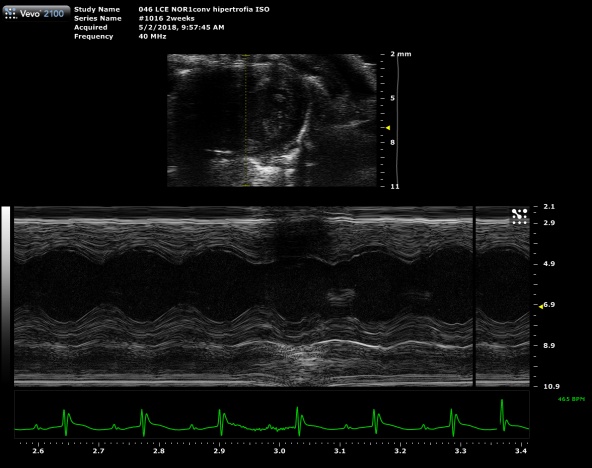 Vevo 2100
Study Name 046 LCE NOR1conv hipertrofia ISO
Series Name #1016 2weeks
Acquired 5/2/2018, 9:57:45 AM
Frequency 40 MHz
2 mm
5
8
11
2.1
2.9
4.9
6.9
8.9
10.9
465 BPM
2.6 2.7 2.8 2.9 3.0 3.1 3.2 3.3 3.4